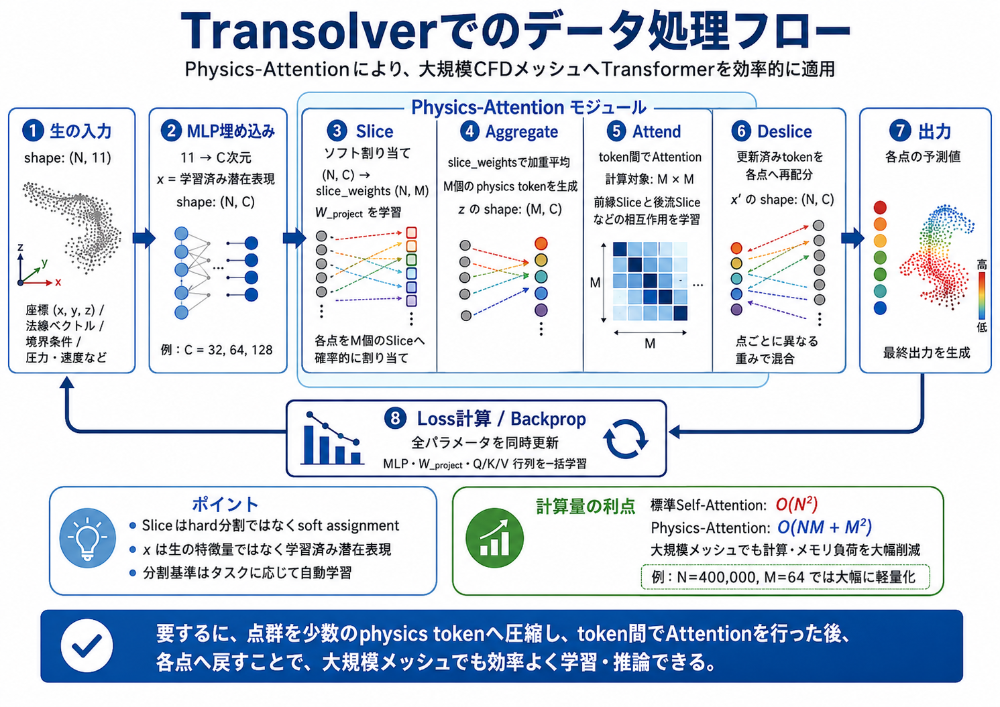 Transolverでのデータ処理フロー
Physics-Attentionにより、大規模CFDメッシュへTransformerを効率的に適用
Physics-Attention モジュール
1 生の入力
shape: (N, 11)
z
y
x
座標 (x, y, z) /
法線ベクトル /
境界条件 /
圧力・速度など
2 MLP埋め込み
11 → C次元
x = 学習済み潜在表現
shape: (N, C)
...
例：C = 32, 64, 128
3 Slice
ソフト割り当て
(N, C) →
slice_weights (N, M)
W_project を学習
各点をM個のSliceへ
確率的に割り当て
4 Aggregate
slice_weightsで加重平均
M個の physics tokenを生成
z の shape: (M, C)
5 Attend
token間でAttention
計算対象: M × M
前縁Sliceと後流Slice
などの相互作用を学習
M
...
M
6 Deslice
更新済みtokenを
各点へ再配分
x' の shape: (N, C)
点ごとに異なる
重みで混合
7 出力
各点の予測値
高
低
最終出力を生成
8 Loss計算 / Backprop
全パラメータを同時更新
MLP・W_project・Q/K/V 行列を一括学習
ポイント
• Sliceはhard分割ではなくsoft assignment
• x は生の特徴量ではなく学習済み潜在表現
• 分割基準はタスクに応じて自動学習
計算量の利点
標準Self-Attention: O(N²)
Physics-Attention: O(NM + M²)
大規模メッシュでも計算・メモリ負荷を大幅削減
例：N=400,000, M=64 では大幅に軽量化
要するに、点群を少数のphysics tokenへ圧縮し、token間でAttentionを行った後、
各点へ戻すことで、大規模メッシュでも効率よく学習・推論できる。